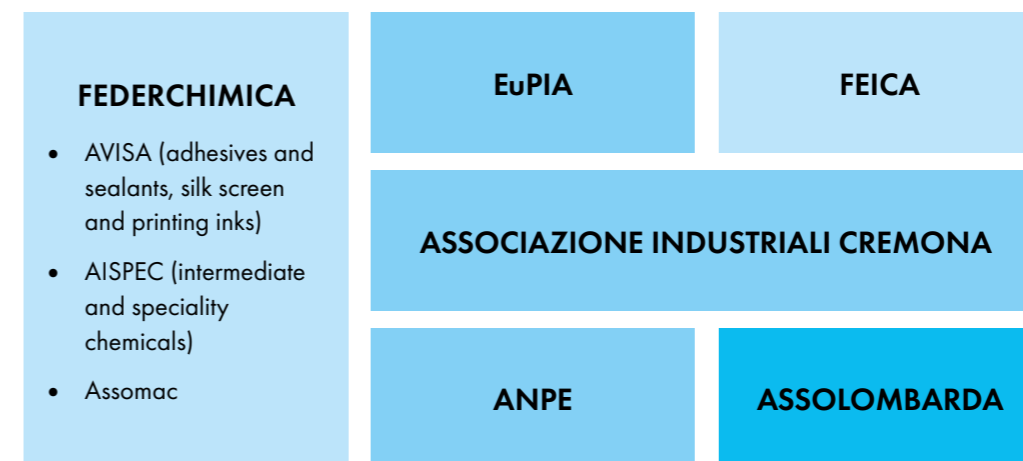 FEDERCHIMICA
• AVISA (adhesives and
sealants, silk screen
and printing inks)
• AISPEC (intermediate
and speciality
chemicals)
• Assomac
EuPIA
FEICA
ASSOCIAZIONE INDUSTRIALI CREMONA
ANPE
ASSOLOMBARDA